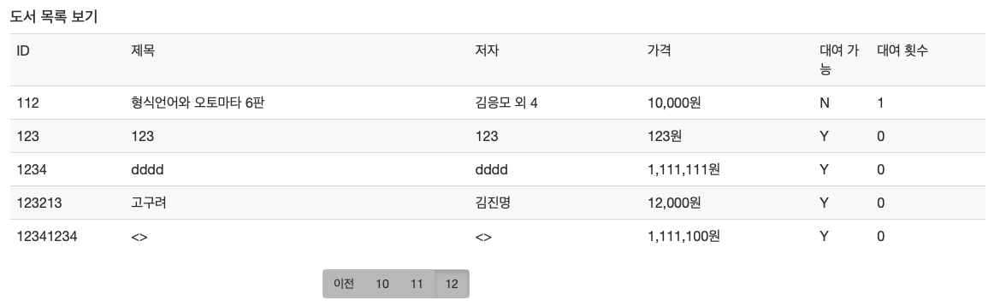 도서 목록 보기
ID 제목 저자 가격 대여 가능 대여 횟수
112 형식언어와 오토마타 6판 김응모 외 4 10,000원 N 1
123 123 123 123원 Y 0
1234 dddd dddd 1,111,111원 Y 0
123213 고구려 김진명 12,000원 Y 0
12341234 <> <> 1,111,100원 Y 0
이전 10 11 12